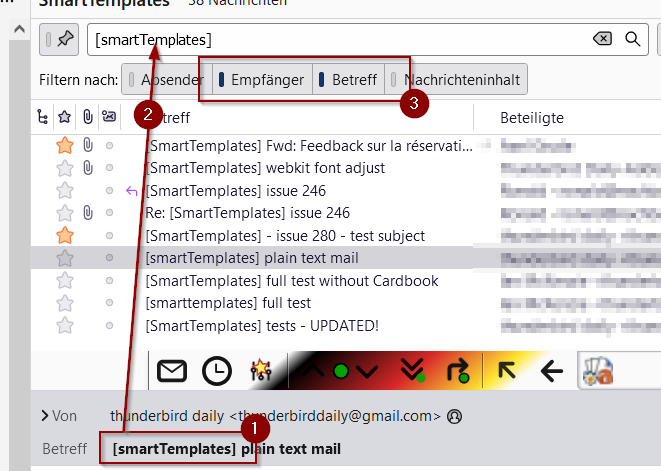 SmartTemplates 38 Nachrichten
[smartTemplates]
Filtern nach: Absender Empfänger Betreff Nachrichteninhalt
3
2
Betreff Beteiligte
[SmartTemplates] Fwd: Feedback sur la réservati...
[SmartTemplates] webkit font adjust
[SmartTemplates] issue 246
Re: [SmartTemplates] issue 246
[SmartTemplates] - issue 280 - test subject
[smartTemplates] plain text mail
[SmartTemplates] full test without Cardbook
[smarttemplates] full test
[SmartTemplates] tests - UPDATED!
Von thunderbird daily <thunderbirddaily@gmail.com>
1
Betreff [smartTemplates] plain text mail